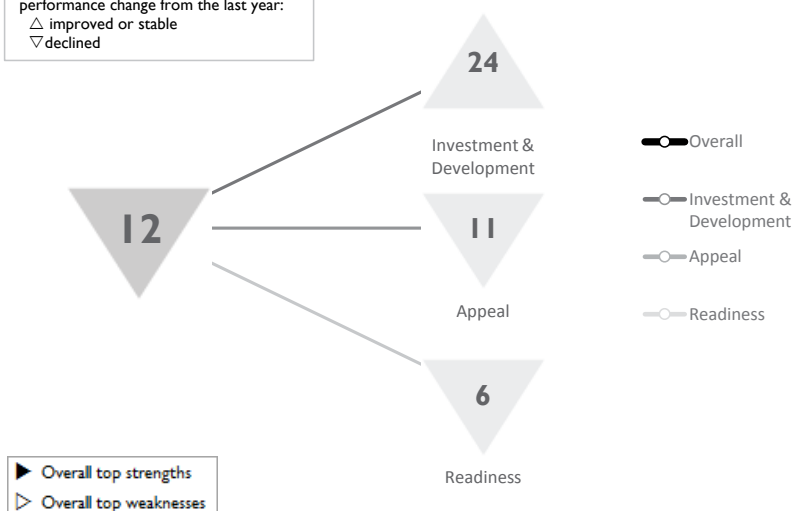 performance change from the last year:
△ improved or stable
▽ declined
24
Investment &
Development
12
11
Appeal
6
Readiness
Overall
Investment &
Development
Appeal
Readiness
▶ Overall top strengths
▷ Overall top weaknesses